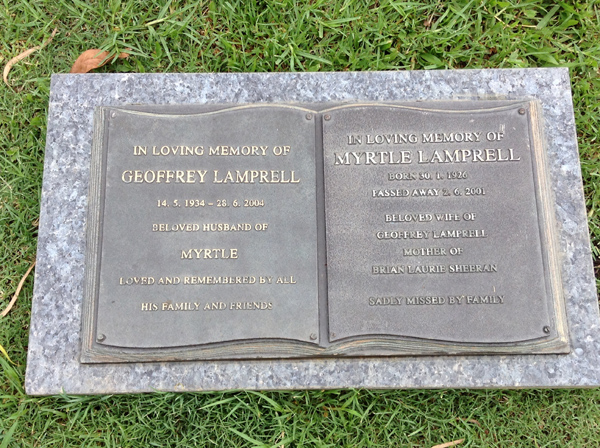 IN LOVING MEMORY OF
GEOFFREY LAMPRELL
14. 5. 1934 - 28. 6. 2004
BELOVED HUSBAND OF
MYRTLE
LOVED AND REMEMBERED BY ALL
HIS FAMILY AND FRIENDS
IN LOVING MEMORY OF
MYRTLE LAMPRELL
BORN 30. 1. 1926
PASSED AWAY 2. 6. 2001
BELOVED WIFE OF
GEOFFREY LAMPRELL
MOTHER OF
BRIAN LAURIE SHEERAN
SADLY MISSED BY FAMILY